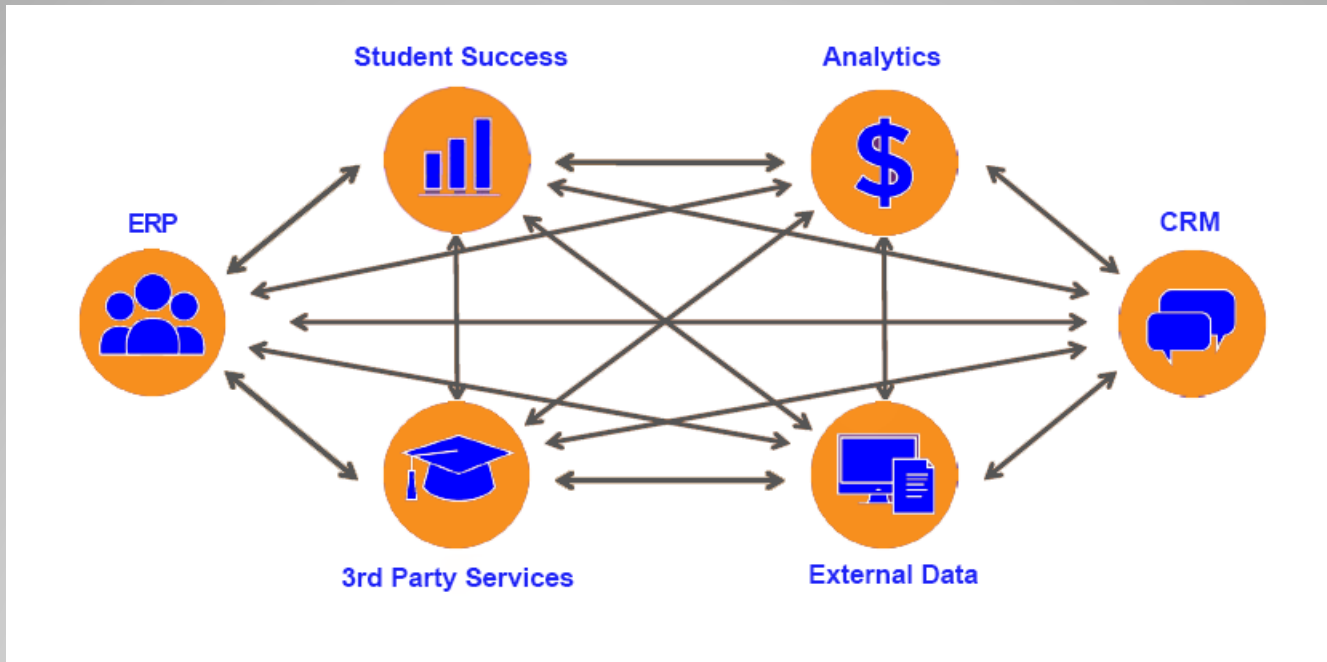 Student Success
Analytics
ERP
CRM
3rd Party Services
External Data